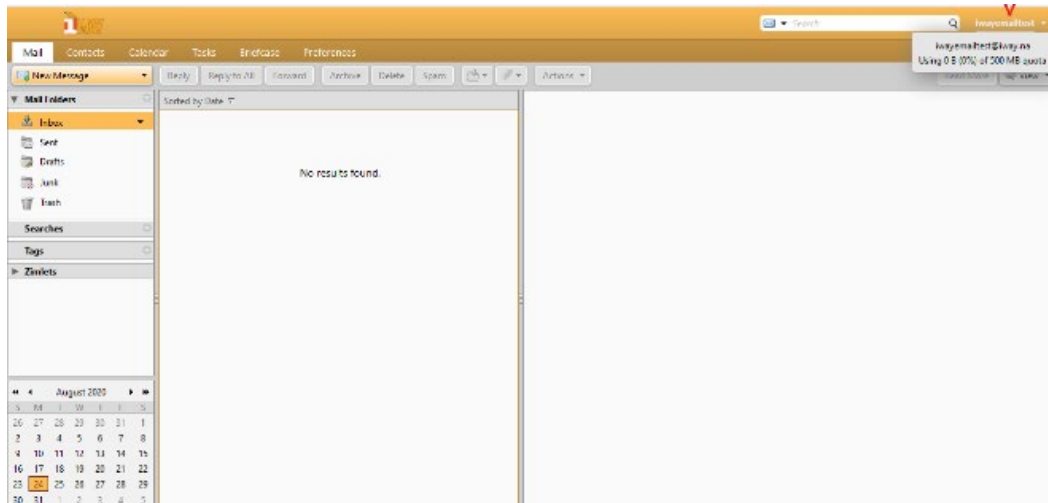 Search
iwayemailtest
Mail Contacts Calendar Tasks Briefcase Preferences
iwayemailtest@iway.na
Using 0 B (0%) of 500 MB quota
New Message Reply Reply to All Forward Archive Delete Spam Actions Read More View
Mail Folders
Sorted by Date
Inbox
Sent
Drafts
Junk
Trash
No results found.
Searches
Tags
Zimlets
August 2020
S M T W T F S
26 27 28 29 30 31 1
2 3 4 5 6 7 8
9 10 11 12 13 14 15
16 17 18 19 20 21 22
23 24 25 26 27 28 29
30 31 1 2 3 4 5